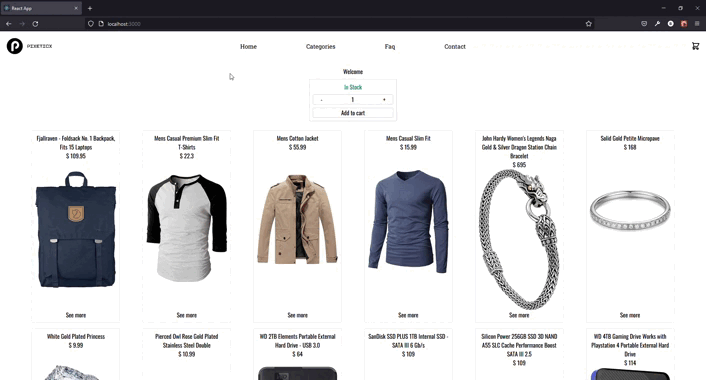 React App
localhost:3000
PIXETICK
Home
Categories
Faq
Contact
Welcome
In Stock
- 1 +
Add to cart
Fjallraven - Foldsack No. 1 Backpack,
Fits 15 Laptops
$ 109.95
See more
Mens Casual Premium Slim Fit
T-Shirts
$ 22.3
See more
Mens Cotton Jacket
$ 55.99
See more
Mens Casual Slim Fit
$ 15.99
See more
John Hardy Women's Legends Naga
Gold & Silver Dragon Station Chain
Bracelet
$ 695
See more
Solid Gold Petite Micropave
$ 168
See more
White Gold Plated Princess
$ 9.99
Pierced Owl Rose Gold Plated
Stainless Steel Double
$ 10.99
WD 2TB Elements Portable External
Hard Drive - USB 3.0
$ 64
SanDisk SSD PLUS 1TB Internal SSD -
SATA III 6 Gb/s
$ 109
Silicon Power 256GB SSD 3D NAND
A55 SLC Cache Performance Boost
SATA III 2.5
$ 109
WD 4TB Gaming Drive Works with
Playstation 4 Portable External Hard
Drive
$ 114